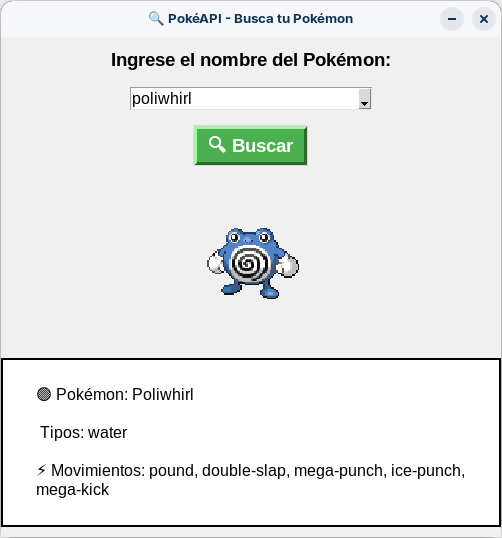 🔍 PokéAPI - Busca tu Pokémon
Ingrese el nombre del Pokémon:
poliwhirl
🔍 Buscar
🟢 Pokémon: Poliwhirl
Tipos: water
⚡ Movimientos: pound, double-slap, mega-punch, ice-punch,
mega-kick